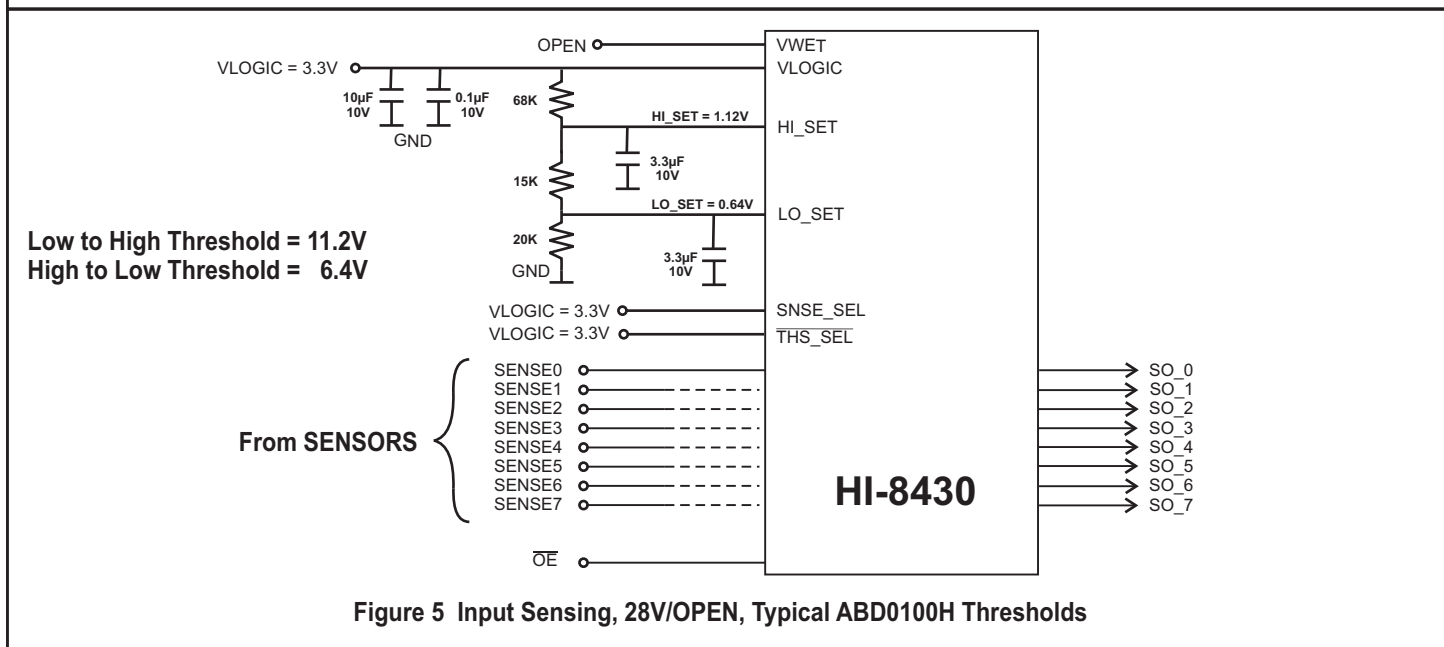 OPEN
VWET
VLOGIC = 3.3V
VLOGIC
10µF
10V
0.1µF
10V
GND
68K
HI_SET = 1.12V
HI_SET
3.3µF
10V
15K
LO_SET = 0.64V
LO_SET
20K
GND
3.3µF
10V
Low to High Threshold = 11.2V
High to Low Threshold = 6.4V
VLOGIC = 3.3V
SNSE_SEL
VLOGIC = 3.3V
THS_SEL
From SENSORS
SENSE0
SENSE1
SENSE2
SENSE3
SENSE4
SENSE5
SENSE6
SENSE7
HI-8430
SO_0
SO_1
SO_2
SO_3
SO_4
SO_5
SO_6
SO_7
OE
Figure 5 Input Sensing, 28V/OPEN, Typical ABD0100H Thresholds